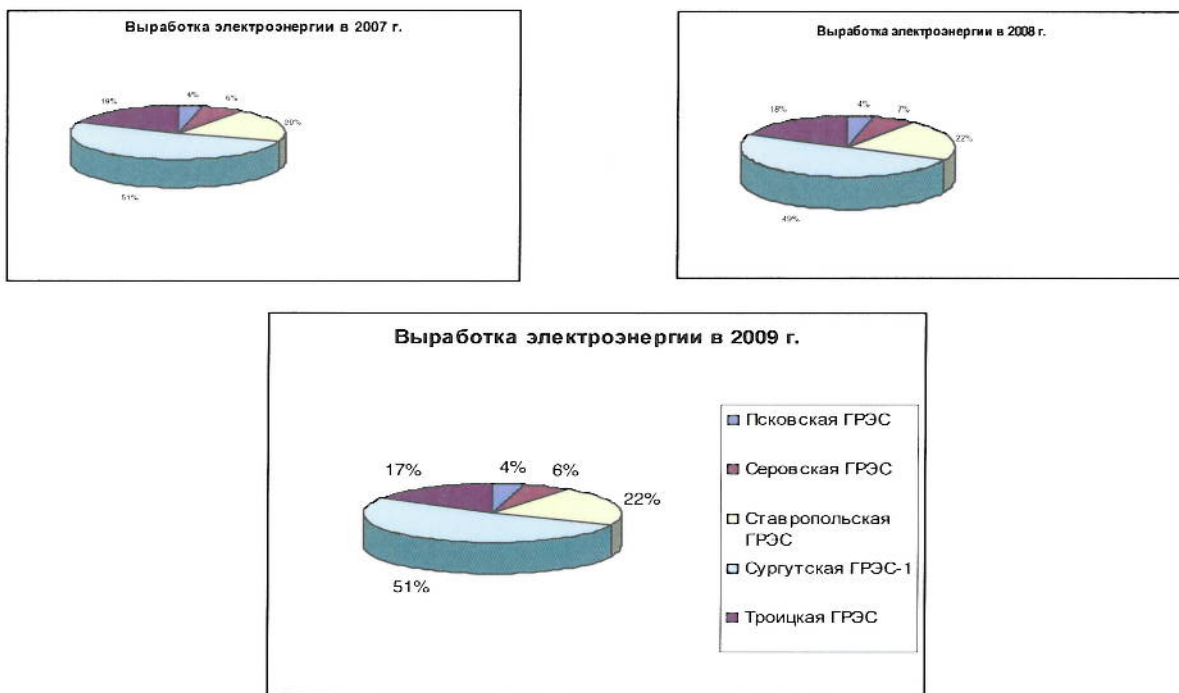 Выработка электроэнергии в 2007 г.
19%
4%
6%
20%
51%
Выработка электроэнергии в 2008 г.
18%
4%
7%
22%
49%
Выработка электроэнергии в 2009 г.
17%
4%
6%
22%
51%
Псковская ГРЭС
Серовская ГРЭС
Ставропольская
ГРЭС
Сургутская ГРЭС-1
Троицкая ГРЭС